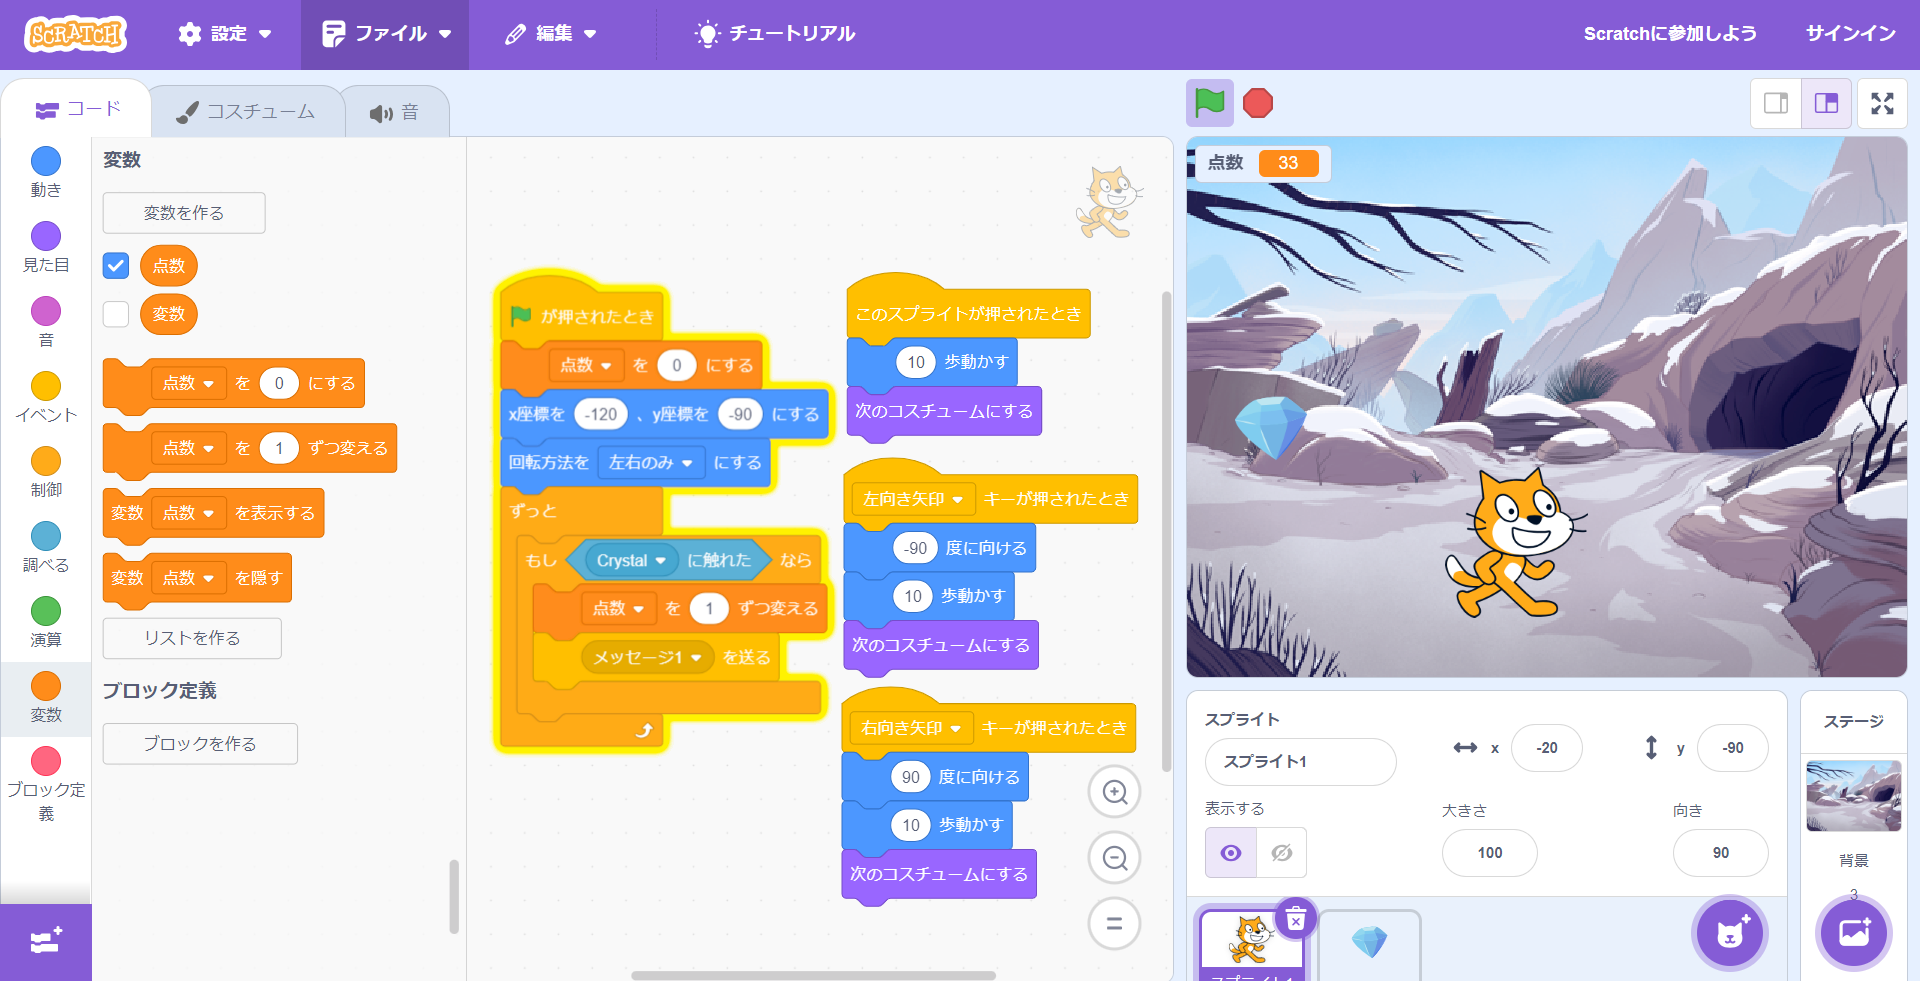 SCRATCH
設定
ファイル
編集
チュートリアル
Scratchに参加しよう
サインイン
コード
コスチューム
音
動き
見た目
音
イベント
制御
調べる
演算
変数
ブロック定義
変数
変数を作る
点数
変数
点数 を 0 にする
点数 を 1 ずつ変える
変数 点数 を表示する
変数 点数 を隠す
リストを作る
ブロック定義
ブロックを作る
が押されたとき
点数 を 0 にする
x座標を -120 、y座標を -90 にする
回転方法を 左右のみ にする
ずっと
もし Crystal に触れた なら
点数 を 1 ずつ変える
メッセージ1 を送る
このスプライトが押されたとき
10 歩動かす
次のコスチュームにする
左向き矢印 キーが押されたとき
-90 度に向ける
10 歩動かす
次のコスチュームにする
右向き矢印 キーが押されたとき
90 度に向ける
10 歩動かす
次のコスチュームにする
点数 33
スプライト
スプライト1
x -20
y -90
表示する
大きさ
100
向き
90
スプライト1
ステージ
背景
3